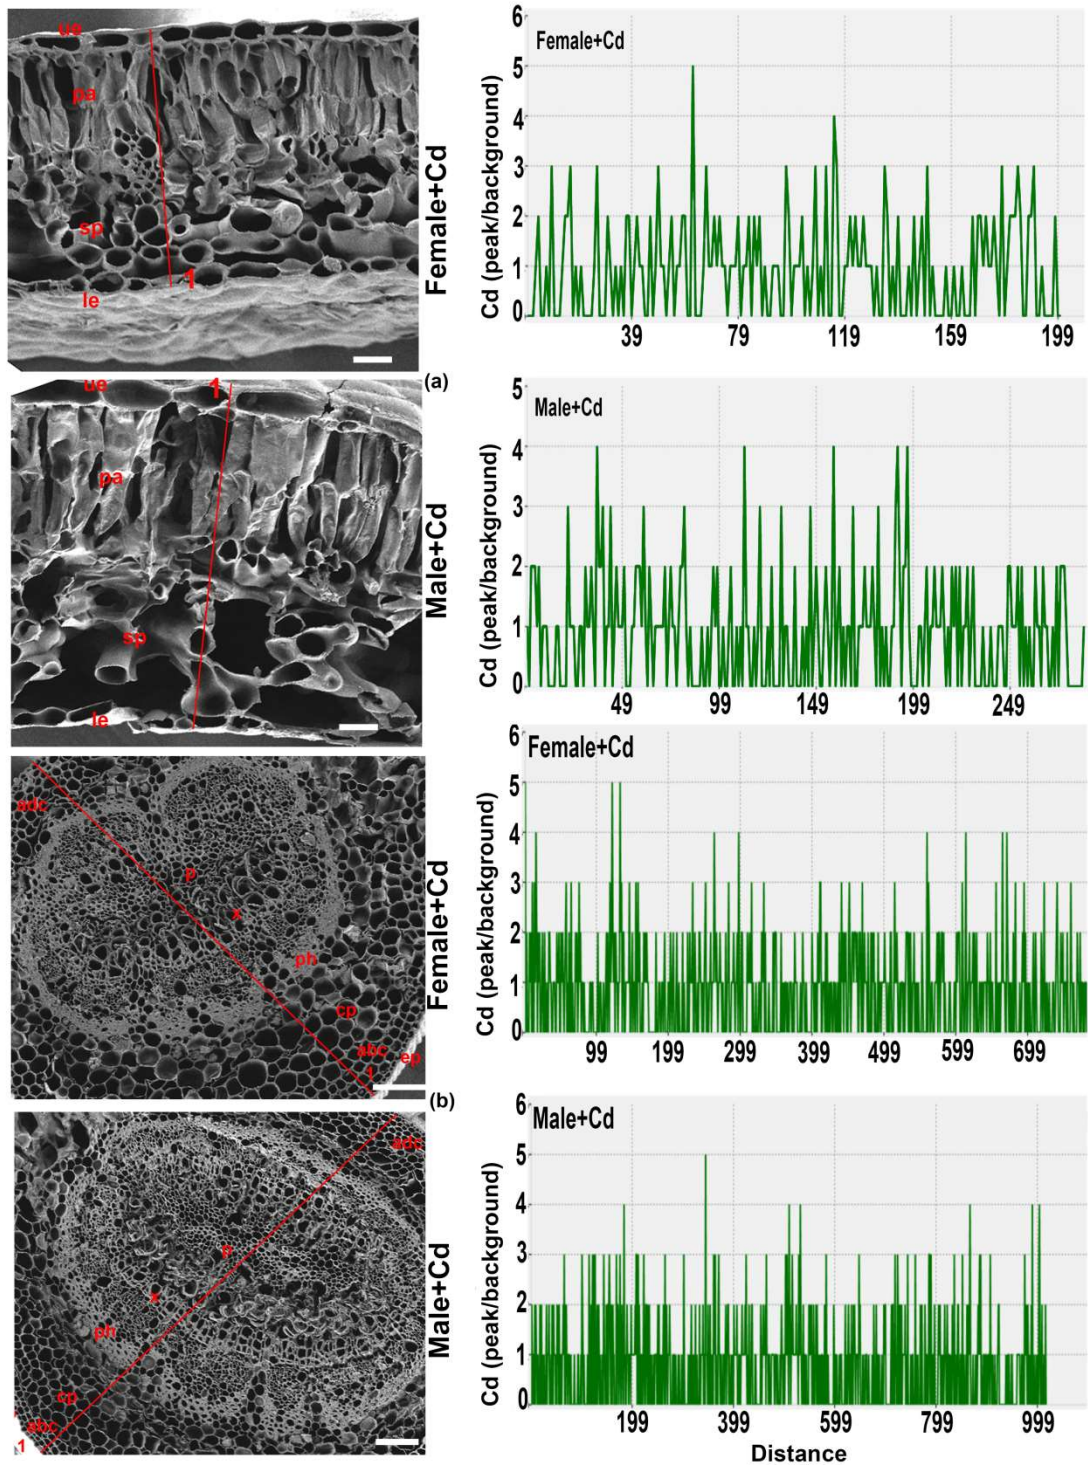 ue
pa
sp
1
le
Female+Cd
6
5
4
3
2
1
0
Female+Cd
Cd (peak/background)
39 79 119 159 199
(a)
ue
1
pa
sp
le
Male+Cd
5
4
3
2
1
0
Male+Cd
Cd (peak/background)
49 99 149 199 249
adc
p
x
ph
cp
abc
ep
1
Female+Cd
6
5
4
3
2
1
0
Female+Cd
Cd (peak/background)
99 199 299 399 499 599 699
(b)
adc
p
x
ph
cp
abc
1
Male+Cd
6
5
4
3
2
1
0
Male+Cd
Cd (peak/background)
199 399 599 799 999
Distance